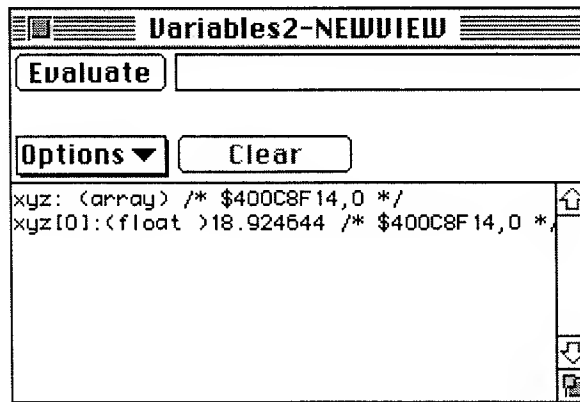 Variables2-NEWVIEW
Evaluate
Options ▼ Clear
xyz: (array) /* $400C8F14,0 */
xyz[0]:(float )18.924644 /* $400C8F14,0 */